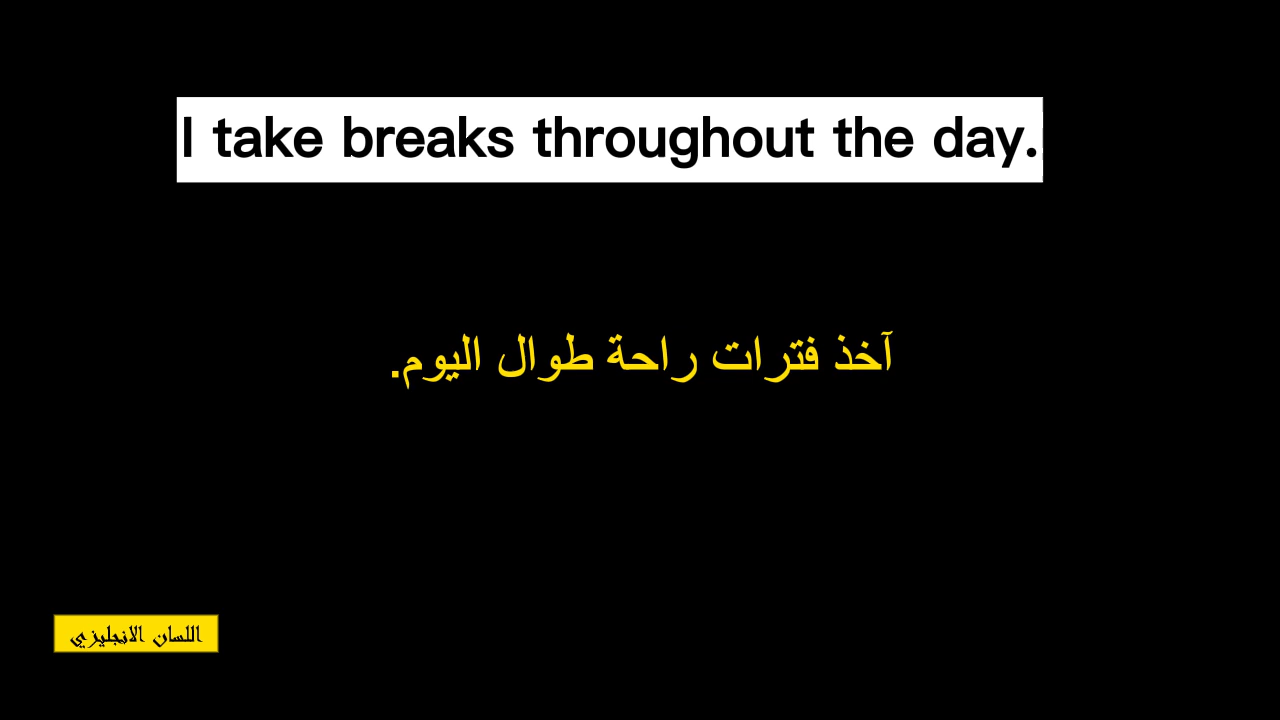 I take breaks throughout the day.
آخذ فترات راحة طوال اليوم.
اللسان الانجليزي